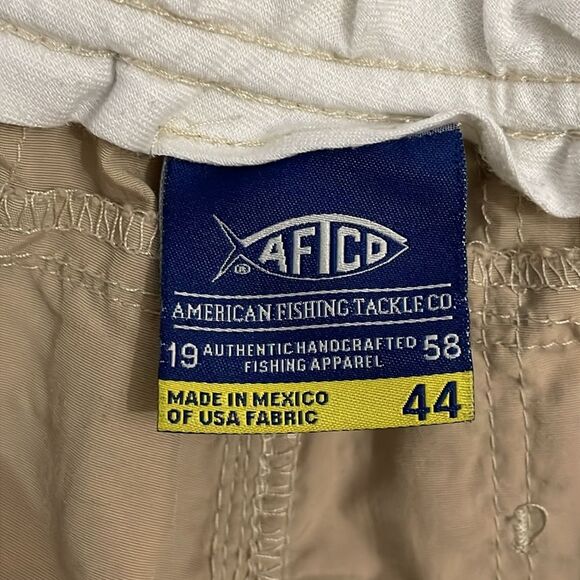 AFTCO
®
AMERICAN FISHING TACKLE CO.
19 AUTHENTIC HANDCRAFTED 58
FISHING APPAREL
MADE IN MEXICO
OF USA FABRIC 44